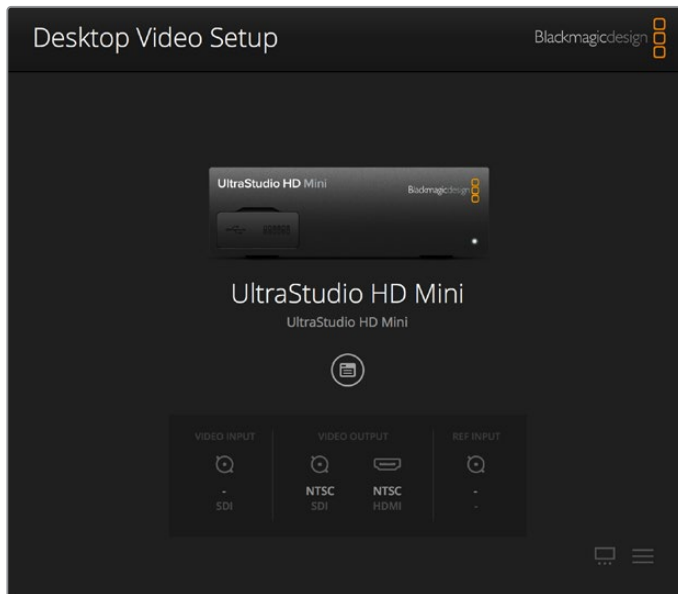 Desktop Video Setup
Blackmagicdesign
UltraStudio HD Mini
Blackmagicdesign
UltraStudio HD Mini
UltraStudio HD Mini
VIDEO INPUT VIDEO OUTPUT REF INPUT
- NTSC NTSC -
SDI SDI HDMI -